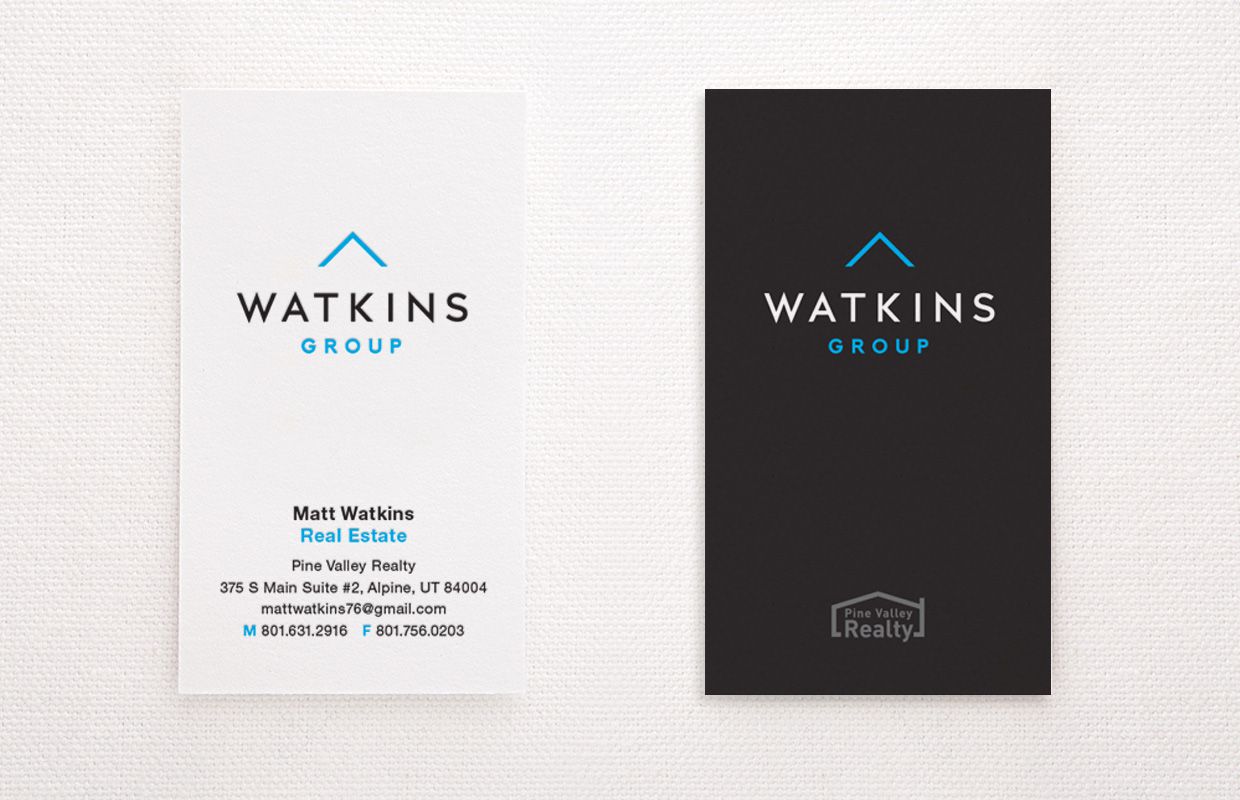 WATKINS
GROUP
Matt Watkins
Real Estate
Pine Valley Realty
375 S Main Suite #2, Alpine, UT 84004
mattwatkins76@gmail.com
M 801.631.2916 F 801.756.0203
WATKINS
GROUP
Pine Valley
Realty